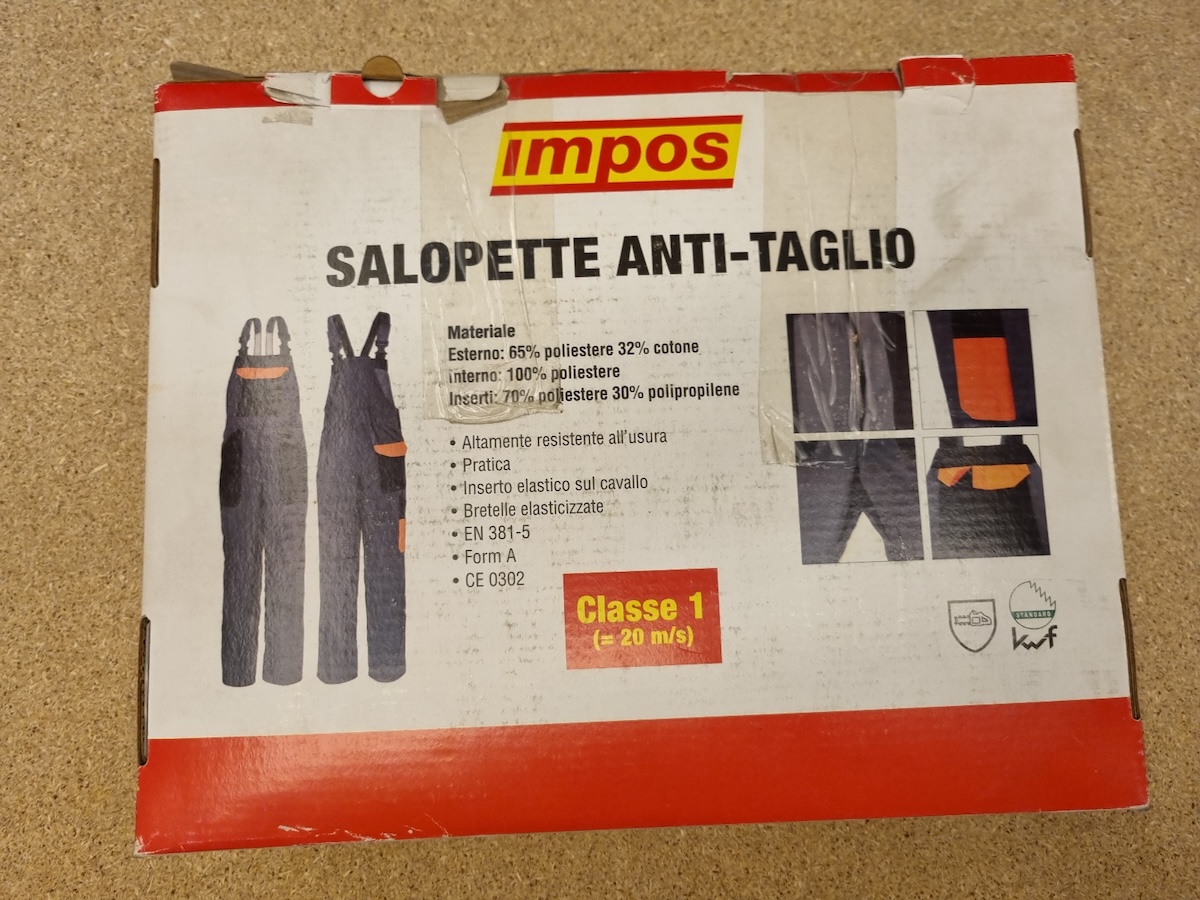 impos
SALOPETTE ANTI-TAGLIO
Materiale
Esterno: 65% poliestere 32% cotone
Interno: 100% poliestere
Inserti: 70% poliestere 30% polipropilene
• Altamente resistente all'usura
• Pratica
• Inserto elastico sul cavallo
• Bretelle elasticizzate
• EN 381-5
• Form A
• CE 0302
Classe 1
(= 20 m/s)
STANDARD
kwf